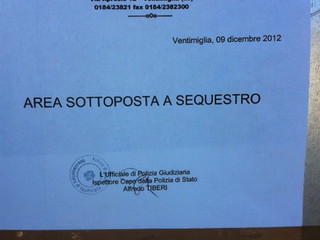 0184/23821 fax 0184/2382300
---------o0o---------
Ventimiglia, 09 dicembre 2012
AREA SOTTOPOSTA A SEQUESTRO
L'Ufficiale di Polizia Giudiziaria
Ispettore Capo della Polizia di Stato
Alfredo TIBERI